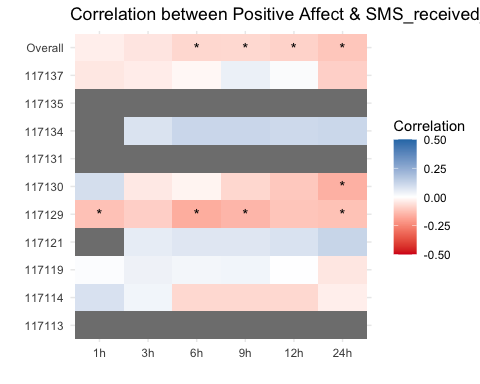 Correlation between Positive Affect & SMS_received
Overall * * * *
117137
117135
117134
117131
117130 *
117129 * * * *
117121
117119
117114
117113
1h 3h 6h 9h 12h 24h
Correlation
0.50
0.25
0.00
-0.25
-0.50